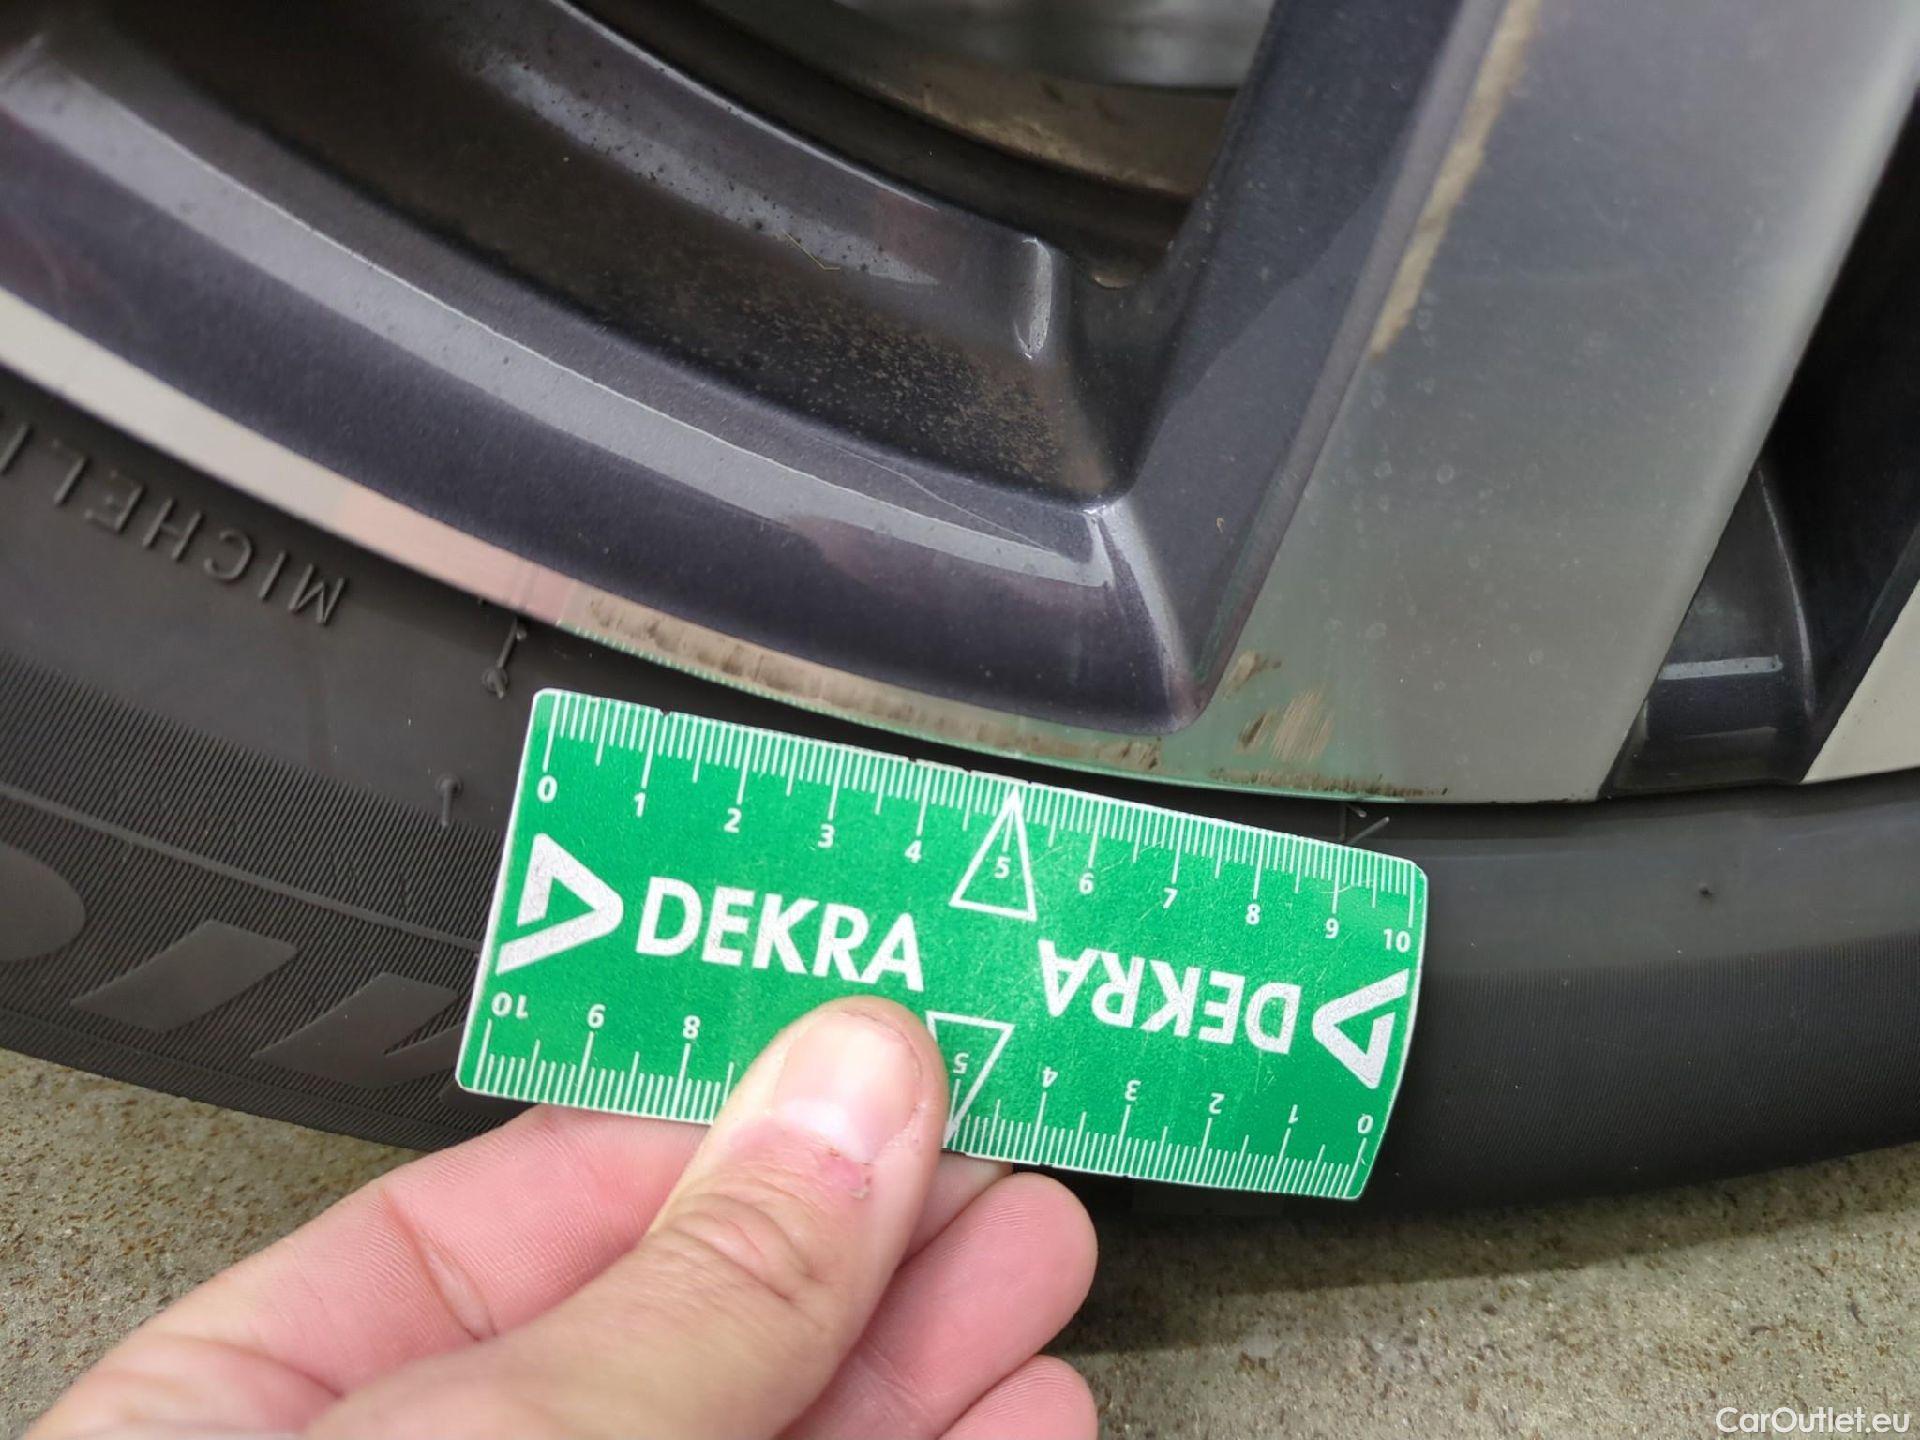 MICHELI
0 1 2 3 4 5 6 7 8 9 10
DEKRA
DEKRA
10 9 8 5 4 3 2 1 0
CarOutlet.eu